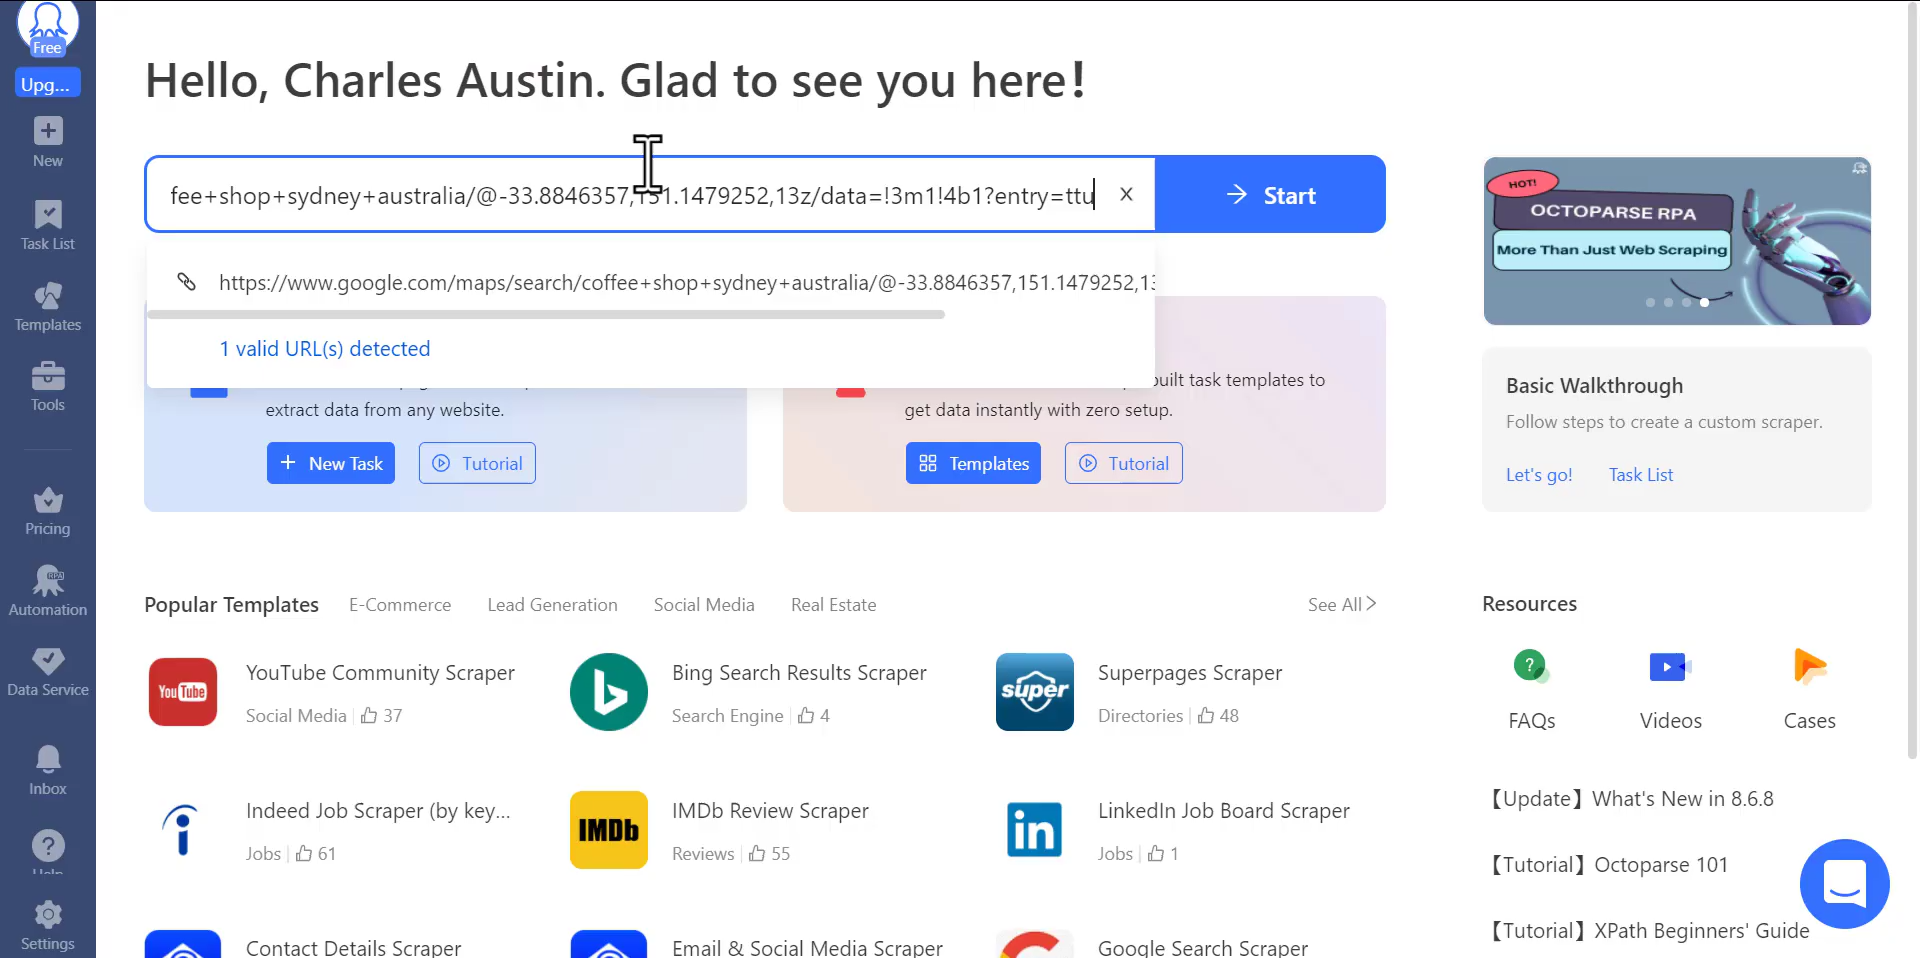 Free
Upg...
New
Task List
Templates
Tools
Pricing
Automation
Data Service
Inbox
Help
Settings
Hello, Charles Austin. Glad to see you here!
fee+shop+sydney+australia/@-33.8846357,151.1479252,13z/data=!3m1!4b1?entry=ttu
Start
https://www.google.com/maps/search/coffee+shop+sydney+australia/@-33.8846357,151.1479252,13
1 valid URL(s) detected
extract data from any website.
New Task
Tutorial
built task templates to
get data instantly with zero setup.
Templates
Tutorial
HOT!
OCTOPARSE RPA
More Than Just Web Scraping
Basic Walkthrough
Follow steps to create a custom scraper.
Let's go!
Task List
Popular Templates
E-Commerce
Lead Generation
Social Media
Real Estate
See All
YouTube
YouTube Community Scraper
Social Media | 37
Bing Search Results Scraper
Search Engine | 4
super
Superpages Scraper
Directories | 48
Indeed Job Scraper (by key...
Jobs | 61
IMDb
IMDb Review Scraper
Reviews | 55
in
LinkedIn Job Board Scraper
Jobs | 1
Contact Details Scraper
Email & Social Media Scraper
Google Search Scraper
Resources
FAQs
Videos
Cases
【Update】What's New in 8.6.8
【Tutorial】Octoparse 101
【Tutorial】XPath Beginners' Guide